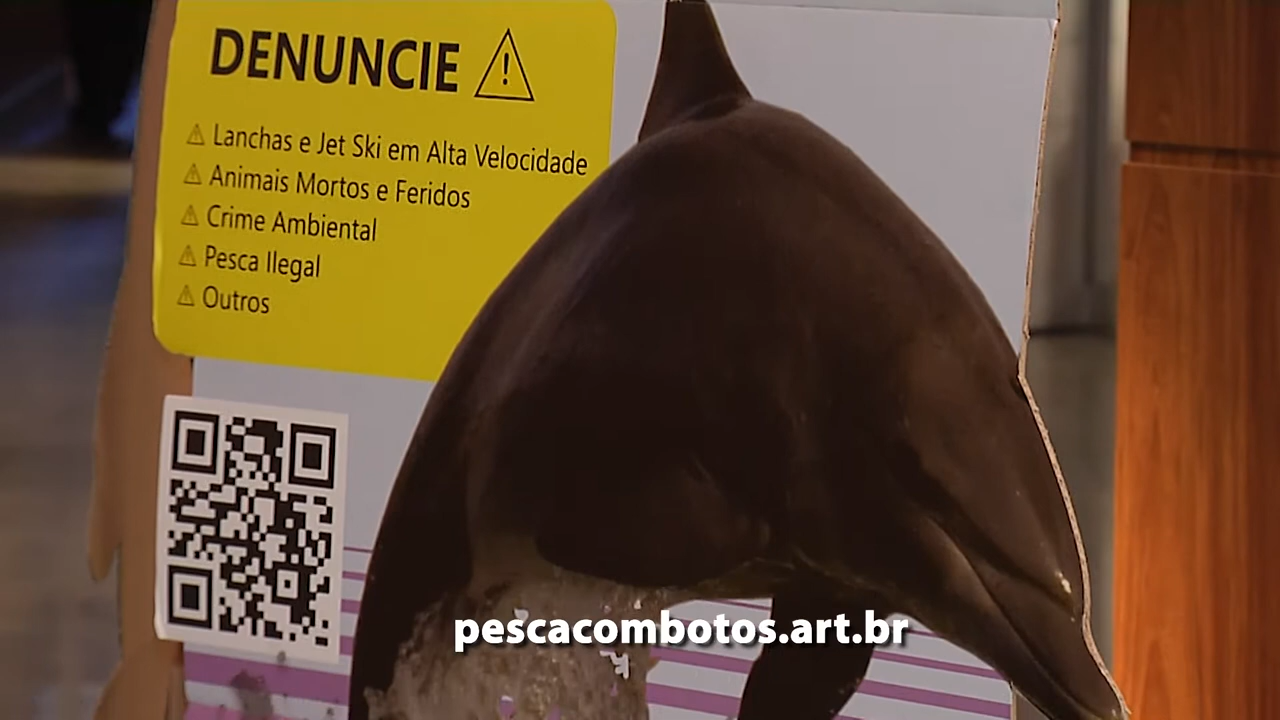 DENUNCIE
Lanchas e Jet Ski em Alta Velocidade
Animais Mortos e Feridos
Crime Ambiental
Pesca Ilegal
Outros
pescacombotos.art.br